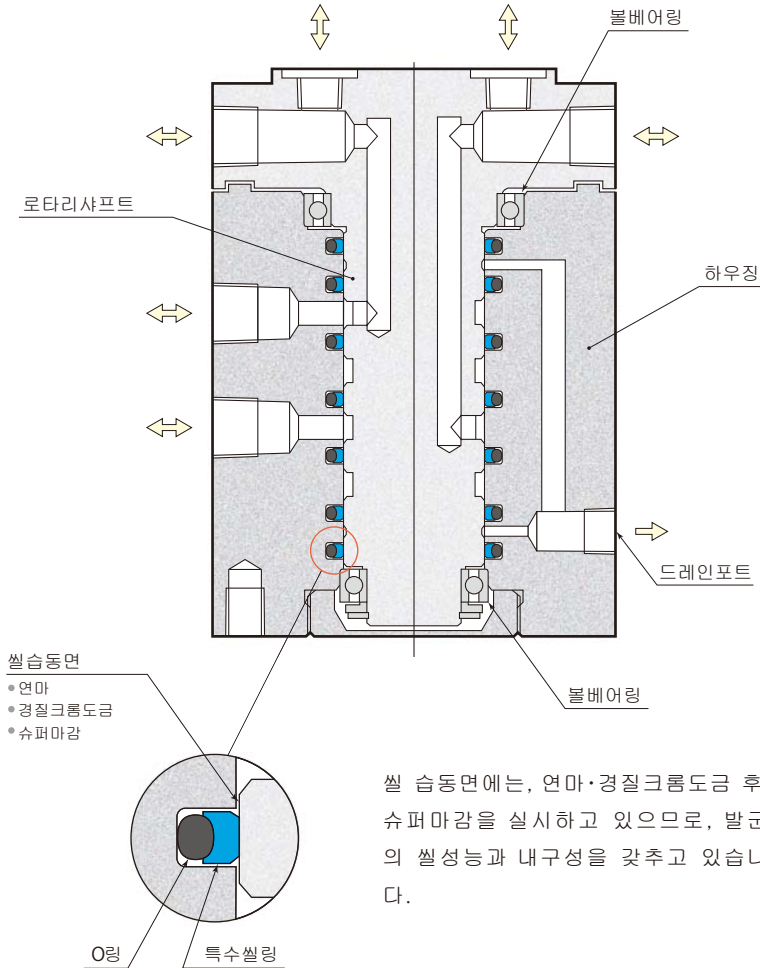 볼베어링
로타리샤프트
하우징
드레인포트
씰습동면
•연마
•경질크롬도금
•슈퍼마감
볼베어링
씰 습동면에는, 연마·경질크롬도금 후
슈퍼마감을 실시하고 있으므로, 발군
의 씰성능과 내구성을 갖추고 있습니
다.
O링
특수씰링